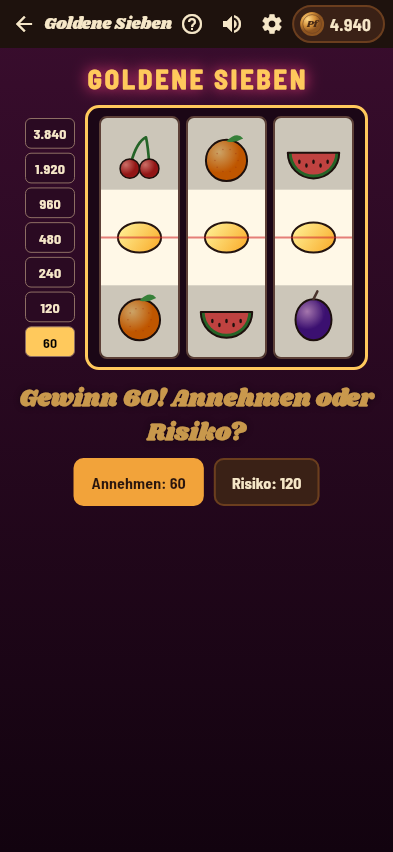 Goldene Sieben
Pf 4.940
GOLDENE SIEBEN
3.840
1.920
960
480
240
120
60
Gewinn 60! Annehmen oder
Risiko?
Annehmen: 60
Risiko: 120